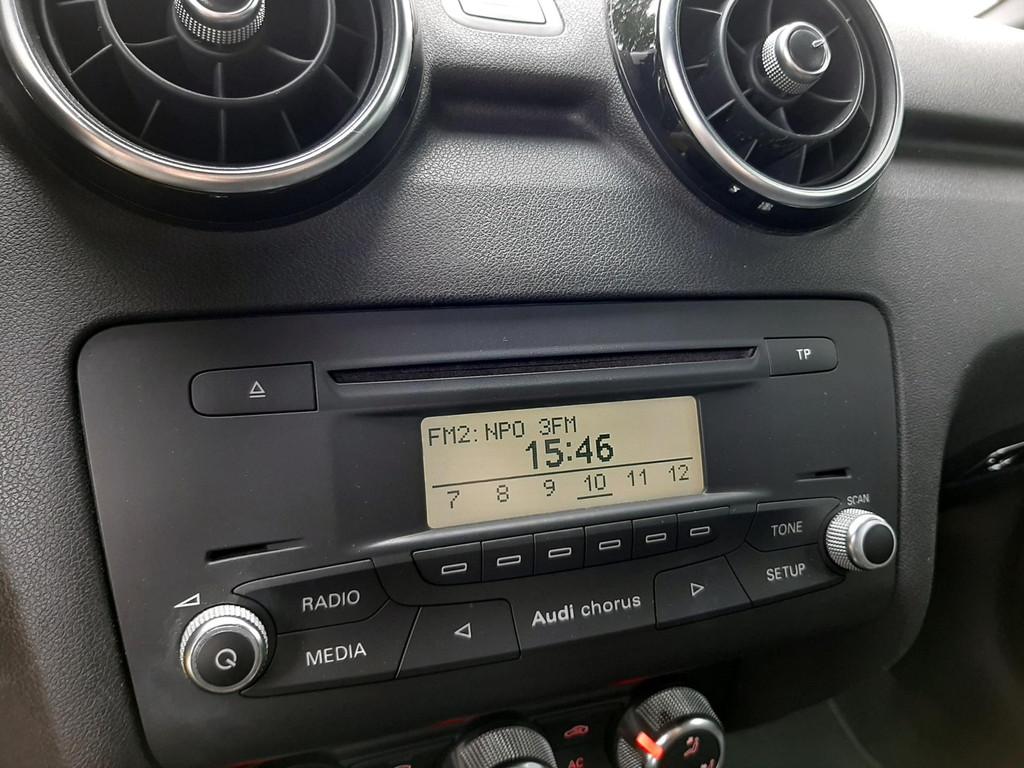 TP
FM2: NPO 3FM
15:46
7 8 9 10 11 12
SCAN
TONE
SETUP
RADIO
MEDIA
Audi chorus
AC